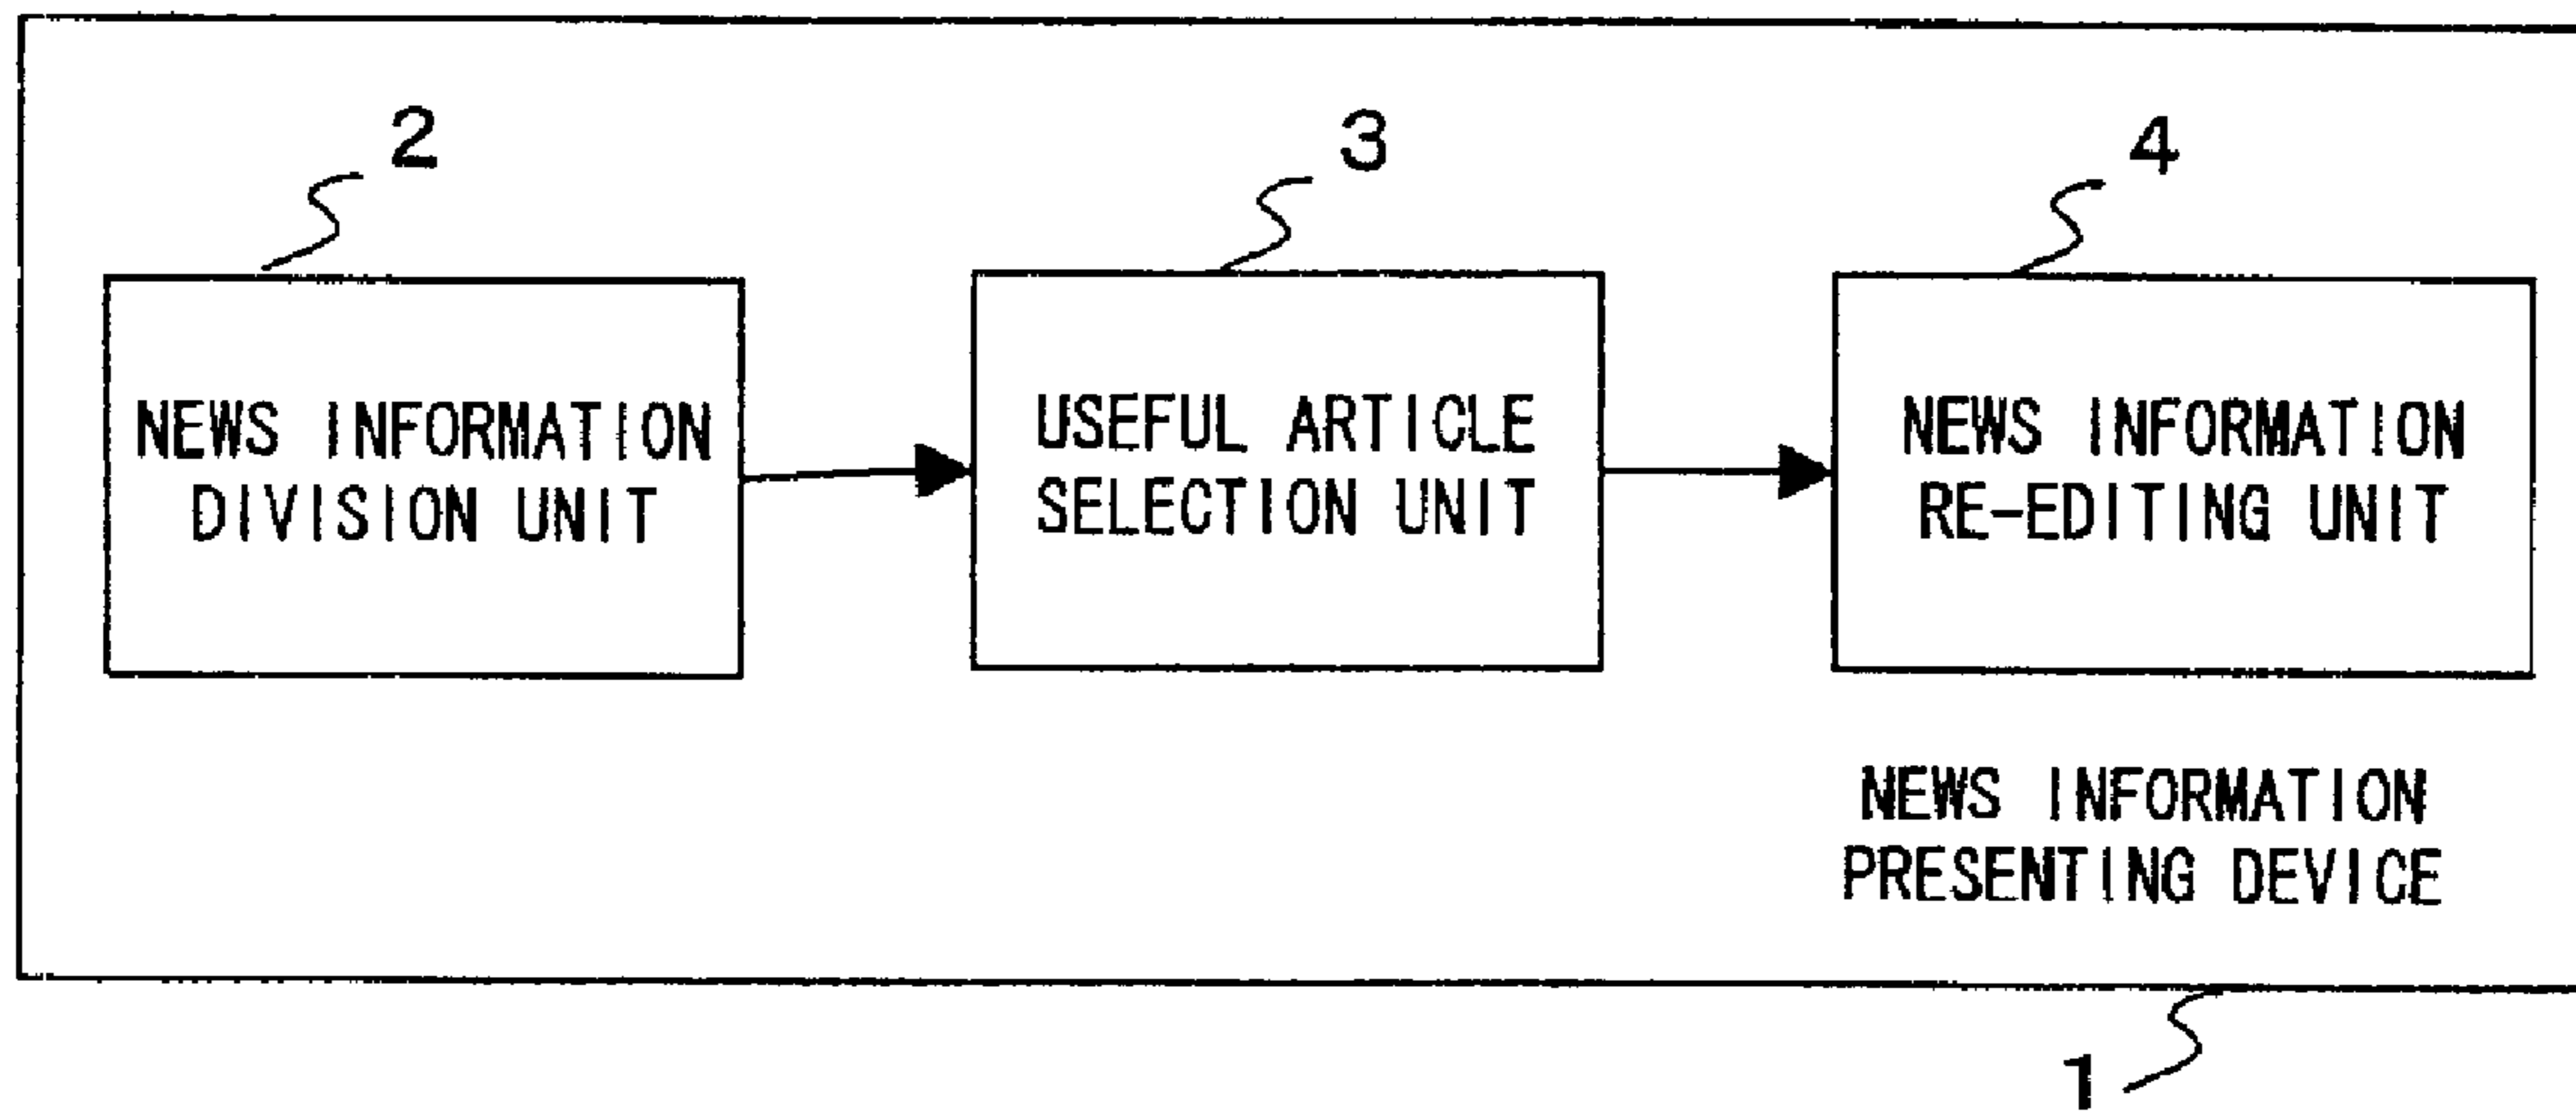 2
3
4
NEWS INFORMATION
DIVISION UNIT
USEFUL ARTICLE
SELECTION UNIT
NEWS INFORMATION
RE-EDITING UNIT
NEWS INFORMATION
PRESENTING DEVICE
1